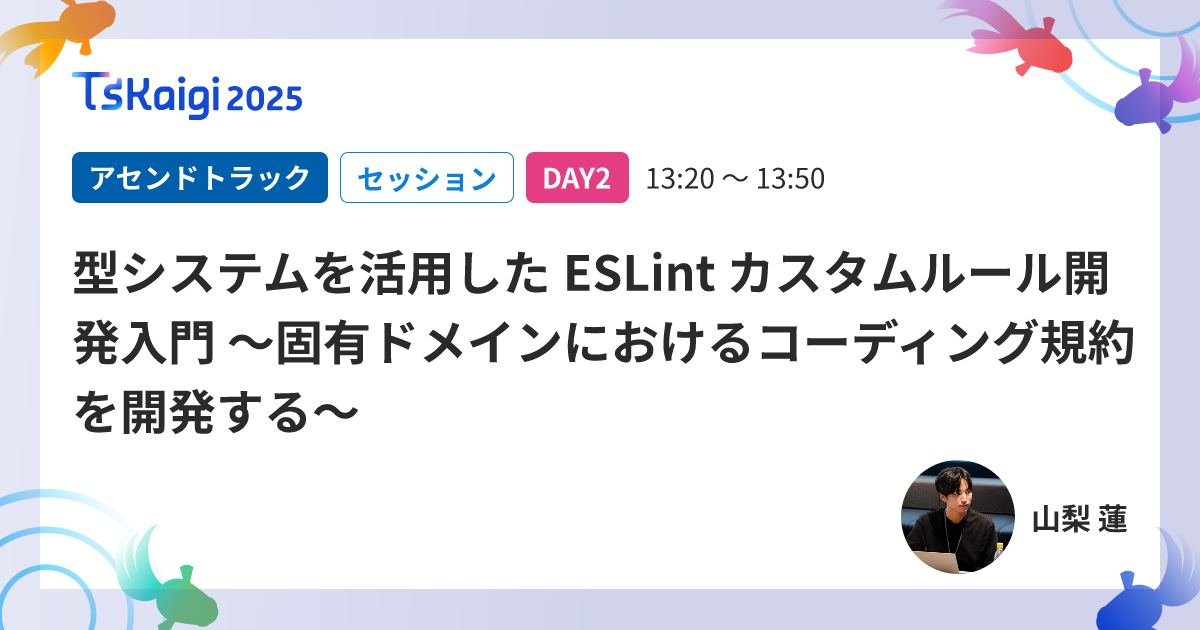 TSKaigi 2025
アセンドトラック セッション DAY2 13:20 〜 13:50
型システムを活用した ESLint カスタムルール開
発入門 〜固有ドメインにおけるコーディング規約
を開発する〜
山梨 蓮